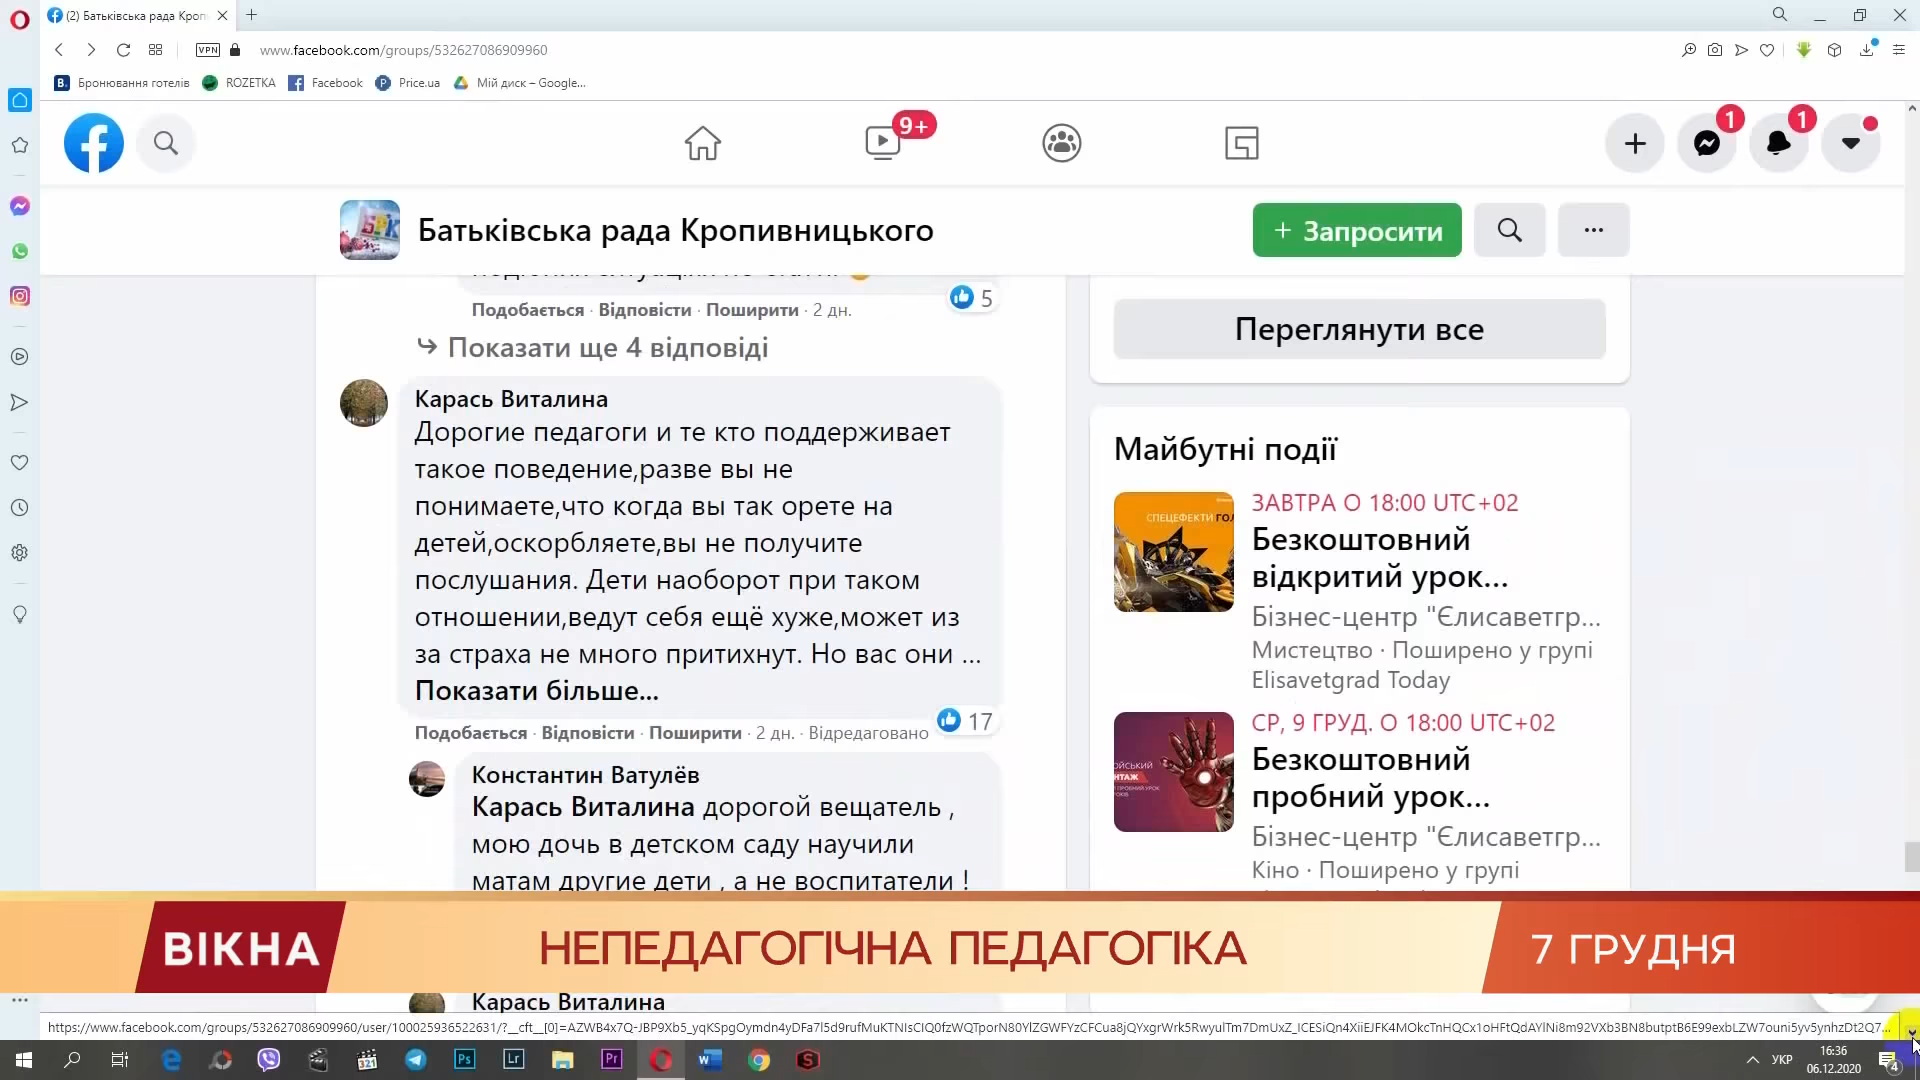 (2) Батьківська рада Кропи
VPN
www.facebook.com/groups/532627086909960
Бронювання готелів
ROZETKA
Facebook
Price.ua
Мій диск – Google...
9+
1
1
Батьківська рада Кропивницького
+ Запросити
Подобається · Відповісти · Поширити · 2 дн.
5
Показати ще 4 відповіді
Карась Виталина
Дорогие педагоги и те кто поддерживает
такое поведение,разве вы не
понимаете,что когда вы так орете на
детей,оскорбляете,вы не получите
послушания. Дети наоборот при таком
отношении,ведут себя ещё хуже,может из
за страха не много притихнут. Но вас они ...
Показати більше...
17
Подобається · Відповісти · Поширити · 2 дн. · Відредаговано
Константин Ватулёв
Карась Виталина дорогой вещатель ,
мою дочь в детском саду научили
матам другие дети , а не воспитатели !
Карась Виталина
Переглянути все
Майбутні події
СПЕЦЕФЕКТИ ГОЛ
ЗАВТРА О 18:00 UTC+02
Безкоштовний
відкритий урок...
Бізнес-центр "Єлисаветгр...
Мистецтво · Поширено у групі
Elisavetgrad Today
СР, 9 ГРУД. О 18:00 UTC+02
Безкоштовний
пробний урок...
Бізнес-центр "Єлисаветгр...
Кіно · Поширено у групі
ВІКНА
НЕПЕДАГОГІЧНА ПЕДАГОГІКА
7 ГРУДНЯ
УКР
16:36
06.12.2020
4